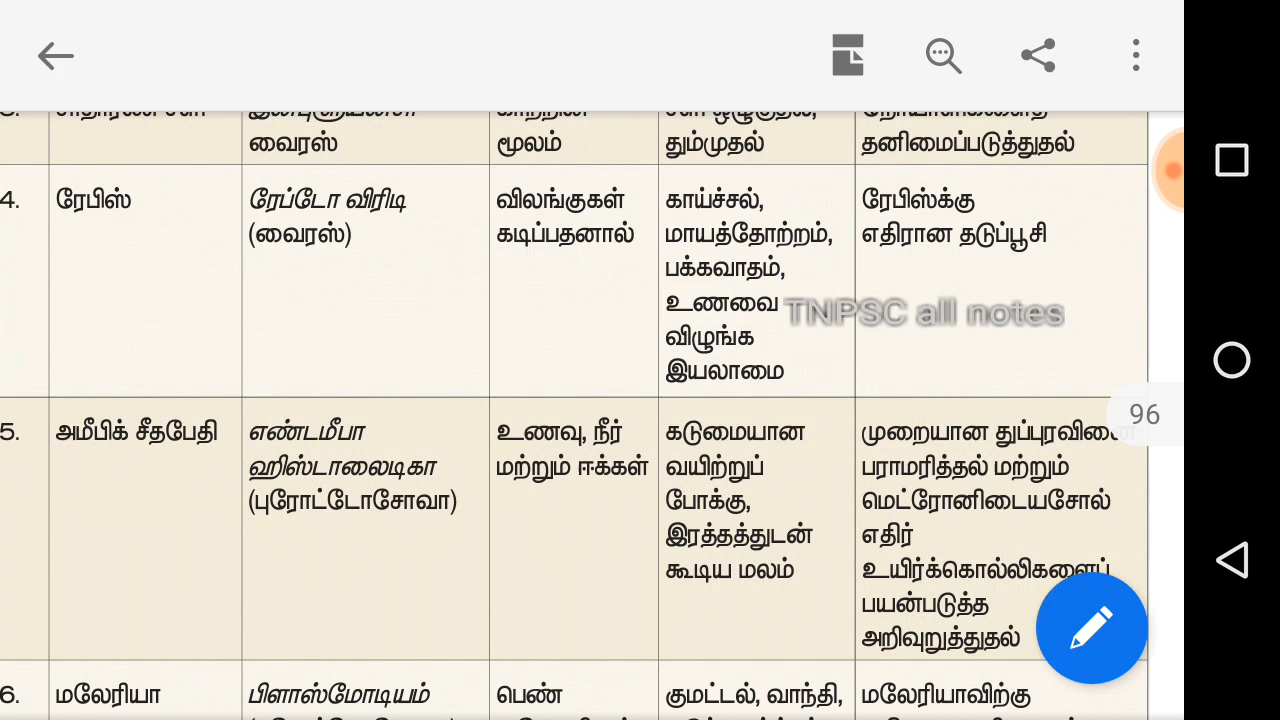 வைரஸ்
மூலம்
தும்முதல்
தனிமைப்படுத்துதல்
4.
ரேபிஸ்
ரேப்டோ விரிடி
(வைரஸ்)
விலங்குகள்
கடிப்பதனால்
காய்ச்சல்,
மாயத்தோற்றம்,
பக்கவாதம்,
உணவை
விழுங்க
இயலாமை
ரேபிஸ்க்கு
எதிரான தடுப்பூசி
TNPSC all notes
96
5.
அமீபிக் சீதபேதி
எண்டமீபா
ஹிஸ்டாலைடிகா
(புரோட்டோசோவா)
உணவு, நீர்
மற்றும் ஈக்கள்
கடுமையான
வயிற்றுப்
போக்கு,
இரத்தத்துடன்
கூடிய மலம்
முறையான துப்புரவினை
பராமரித்தல் மற்றும்
மெட்ரோனிடையசோல்
எதிர்
உயிர்க்கொல்லிகளைப்
பயன்படுத்த
அறிவுறுத்துதல்
6.
மலேரியா
பிளாஸ்மோடியம்
பெண்
குமட்டல், வாந்தி,
மலேரியாவிற்கு